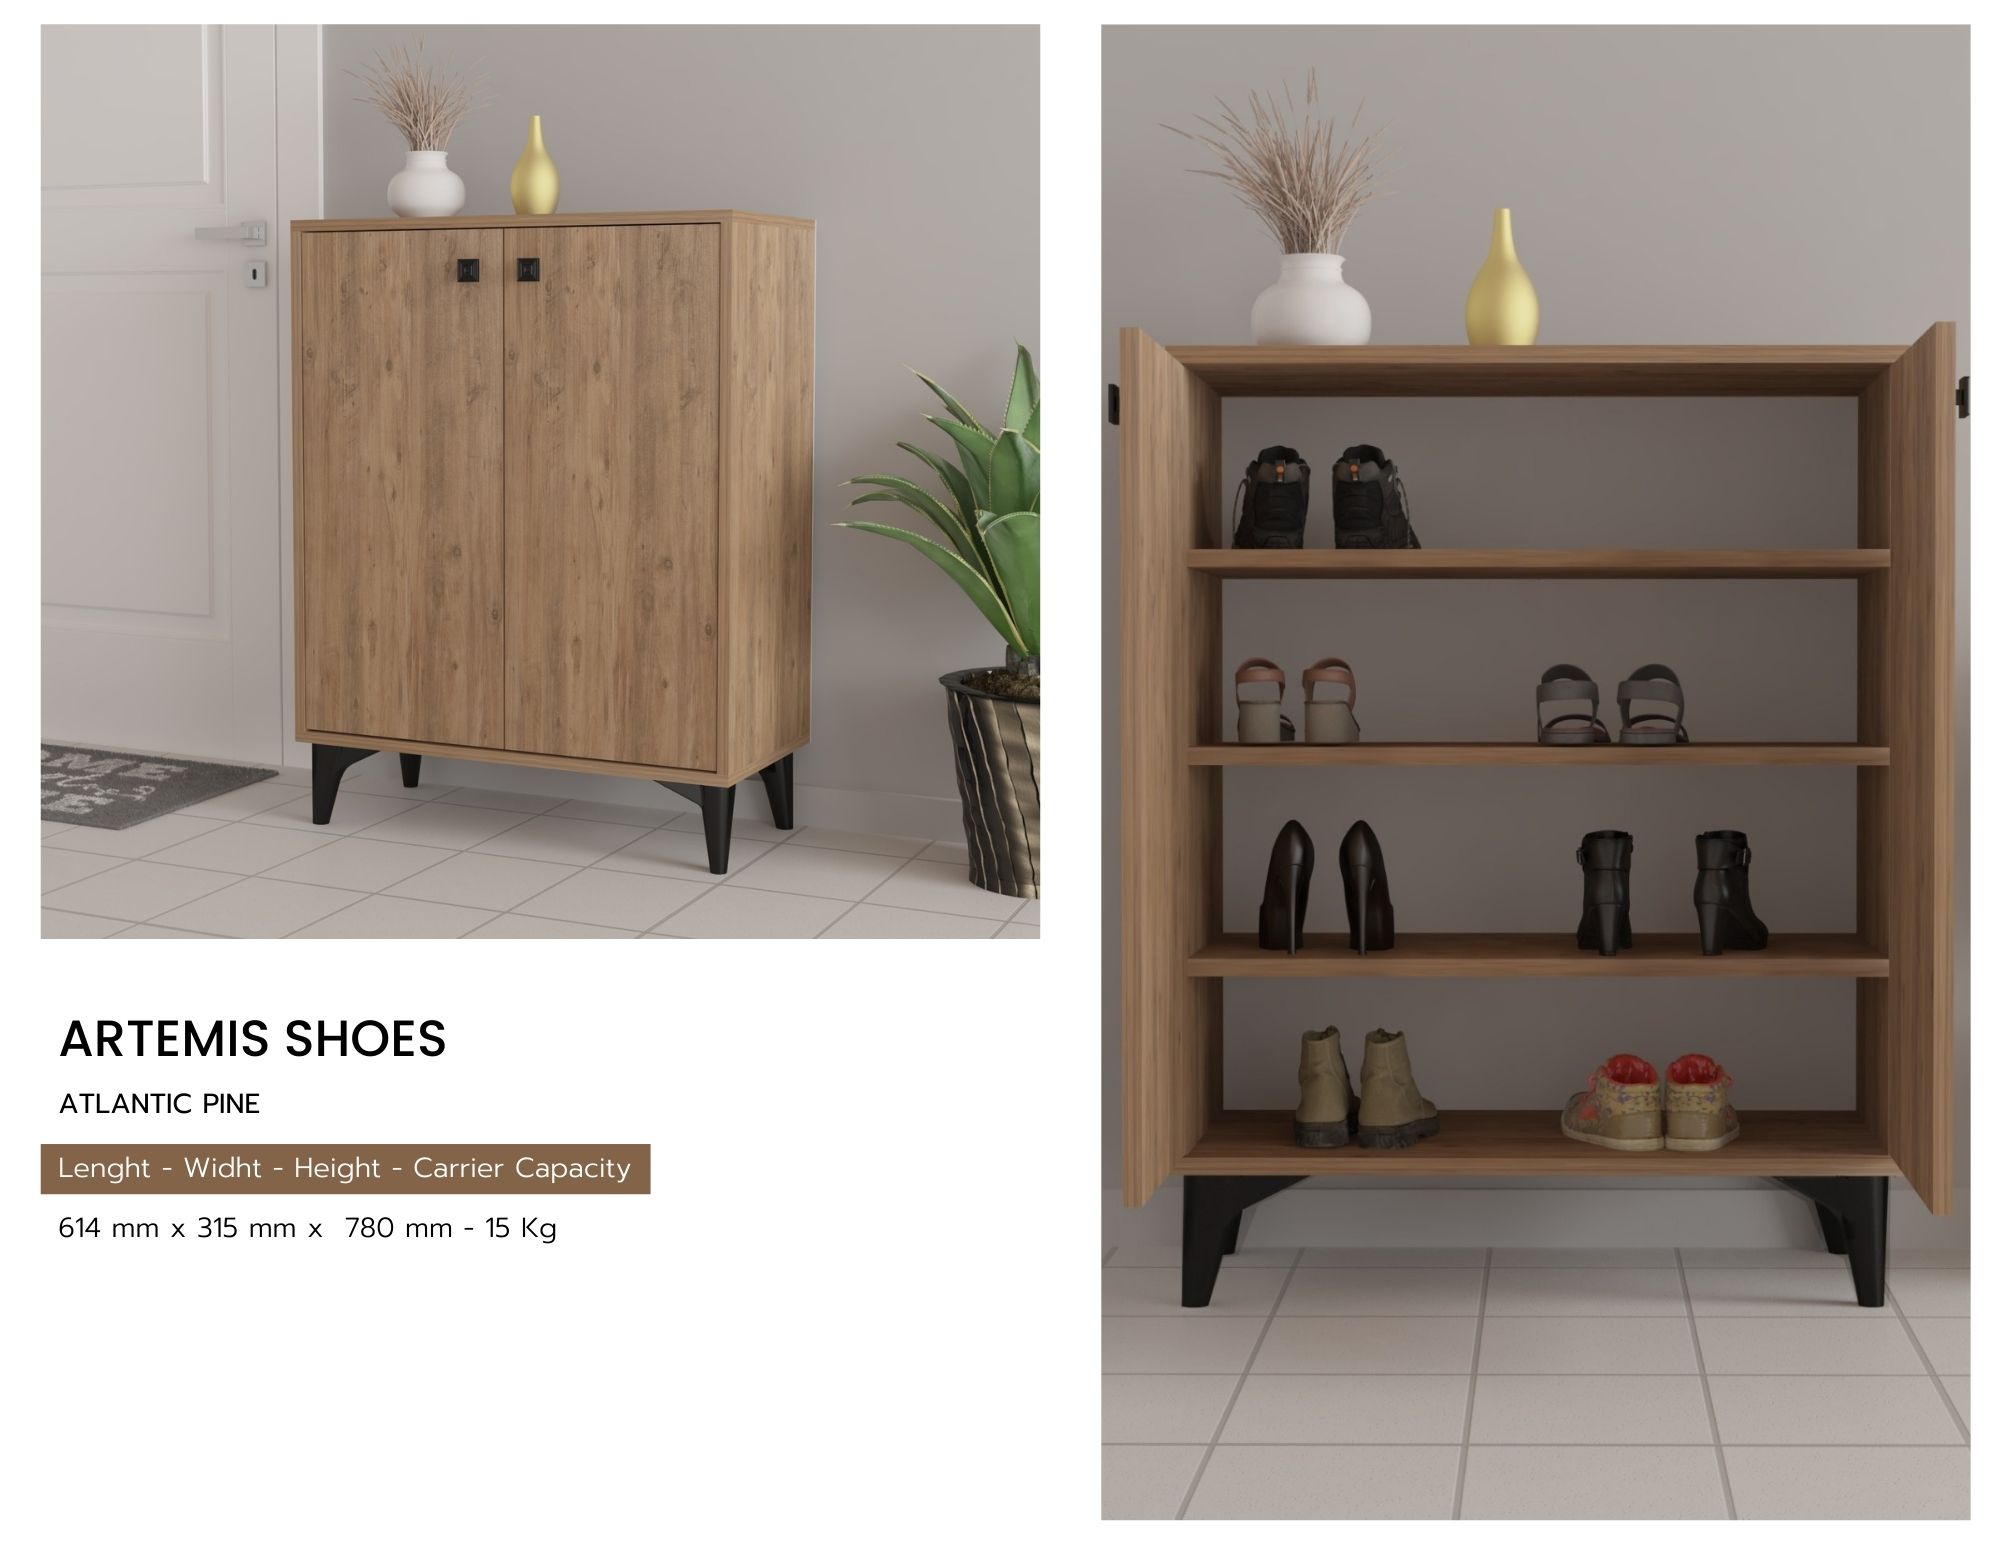 ARTEMIS SHOES
ATLANTIC PINE
Lenght - Widht - Height - Carrier Capacity
614 mm x 315 mm x  780 mm - 15 Kg